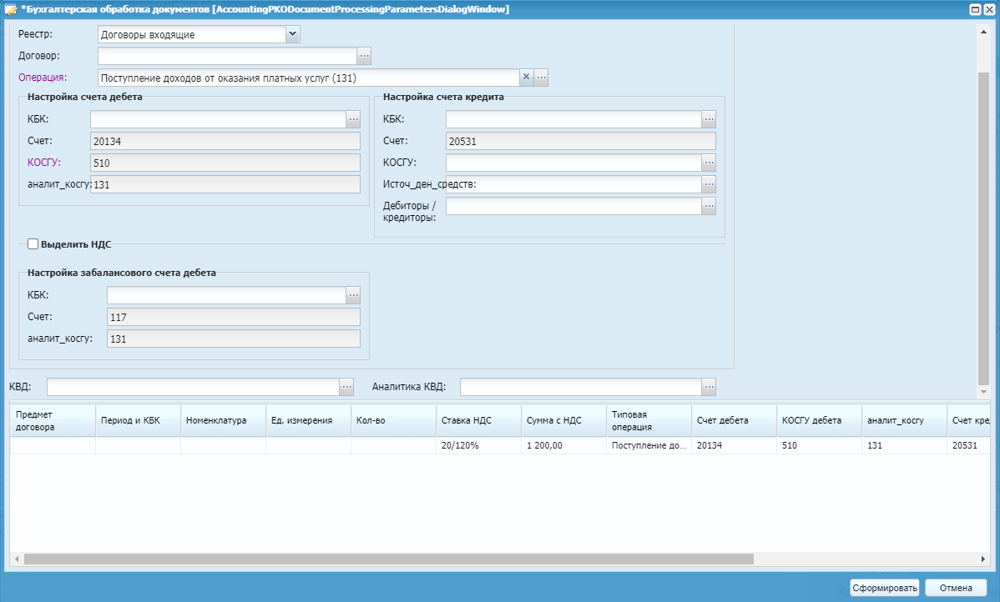 *Бухгалтерская обработка документов [AccountingPKODocumentProcessingParametersDialogWindow]
Реестр: Договоры входящие
Договор:
Операция: Поступление доходов от оказания платных услуг (131)
Настройка счета дебета
КБК:
Счет: 20134
КОСГУ: 510
аналит_косгу: 131
Настройка счета кредита
КБК:
Счет: 20531
КОСГУ:
Источ_ден_средств:
Дебиторы /
кредиторы:
Выделить НДС
Настройка забалансового счета дебета
КБК:
Счет: 117
аналит_косгу: 131
КВД: Аналитика КВД:
Предмет договора Период и КБК Номенклатура Ед. измерения Кол-во Ставка НДС Сумма с НДС Типовая операция Счет дебета КОСГУ дебета аналит_косгу Счет кре
20/120% 1 200,00 Поступление до... 20134 510 131 20531
Сформировать Отмена